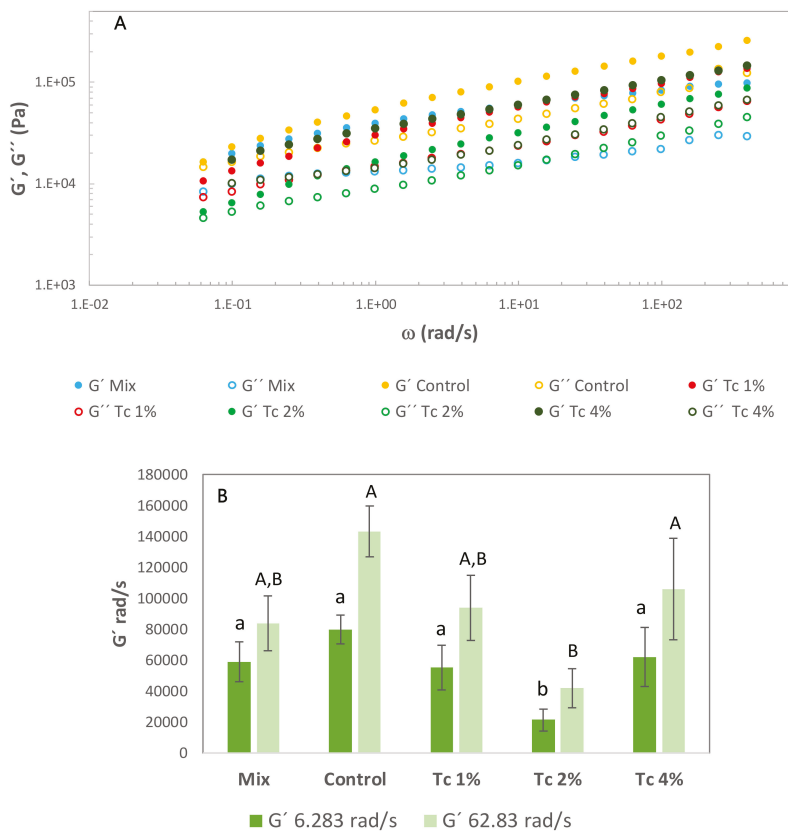 A
1.E+05
1.E+04
1.E+03
G´, G´´ (Pa)
1.E-02 1.E-01 1.E+00 1.E+01 1.E+02
ω (rad/s)
G´ Mix G´´ Mix G´ Control G´´ Control G´ Tc 1%
G´´ Tc 1% G´ Tc 2% G´´ Tc 2% G´ Tc 4% G´´ Tc 4%
B
180000
160000
140000
120000
100000
80000
60000
40000
20000
0
G´ rad/s
a A,B a A a A,B b B a A
Mix Control Tc 1% Tc 2% Tc 4%
G´ 6.283 rad/s G´ 62.83 rad/s